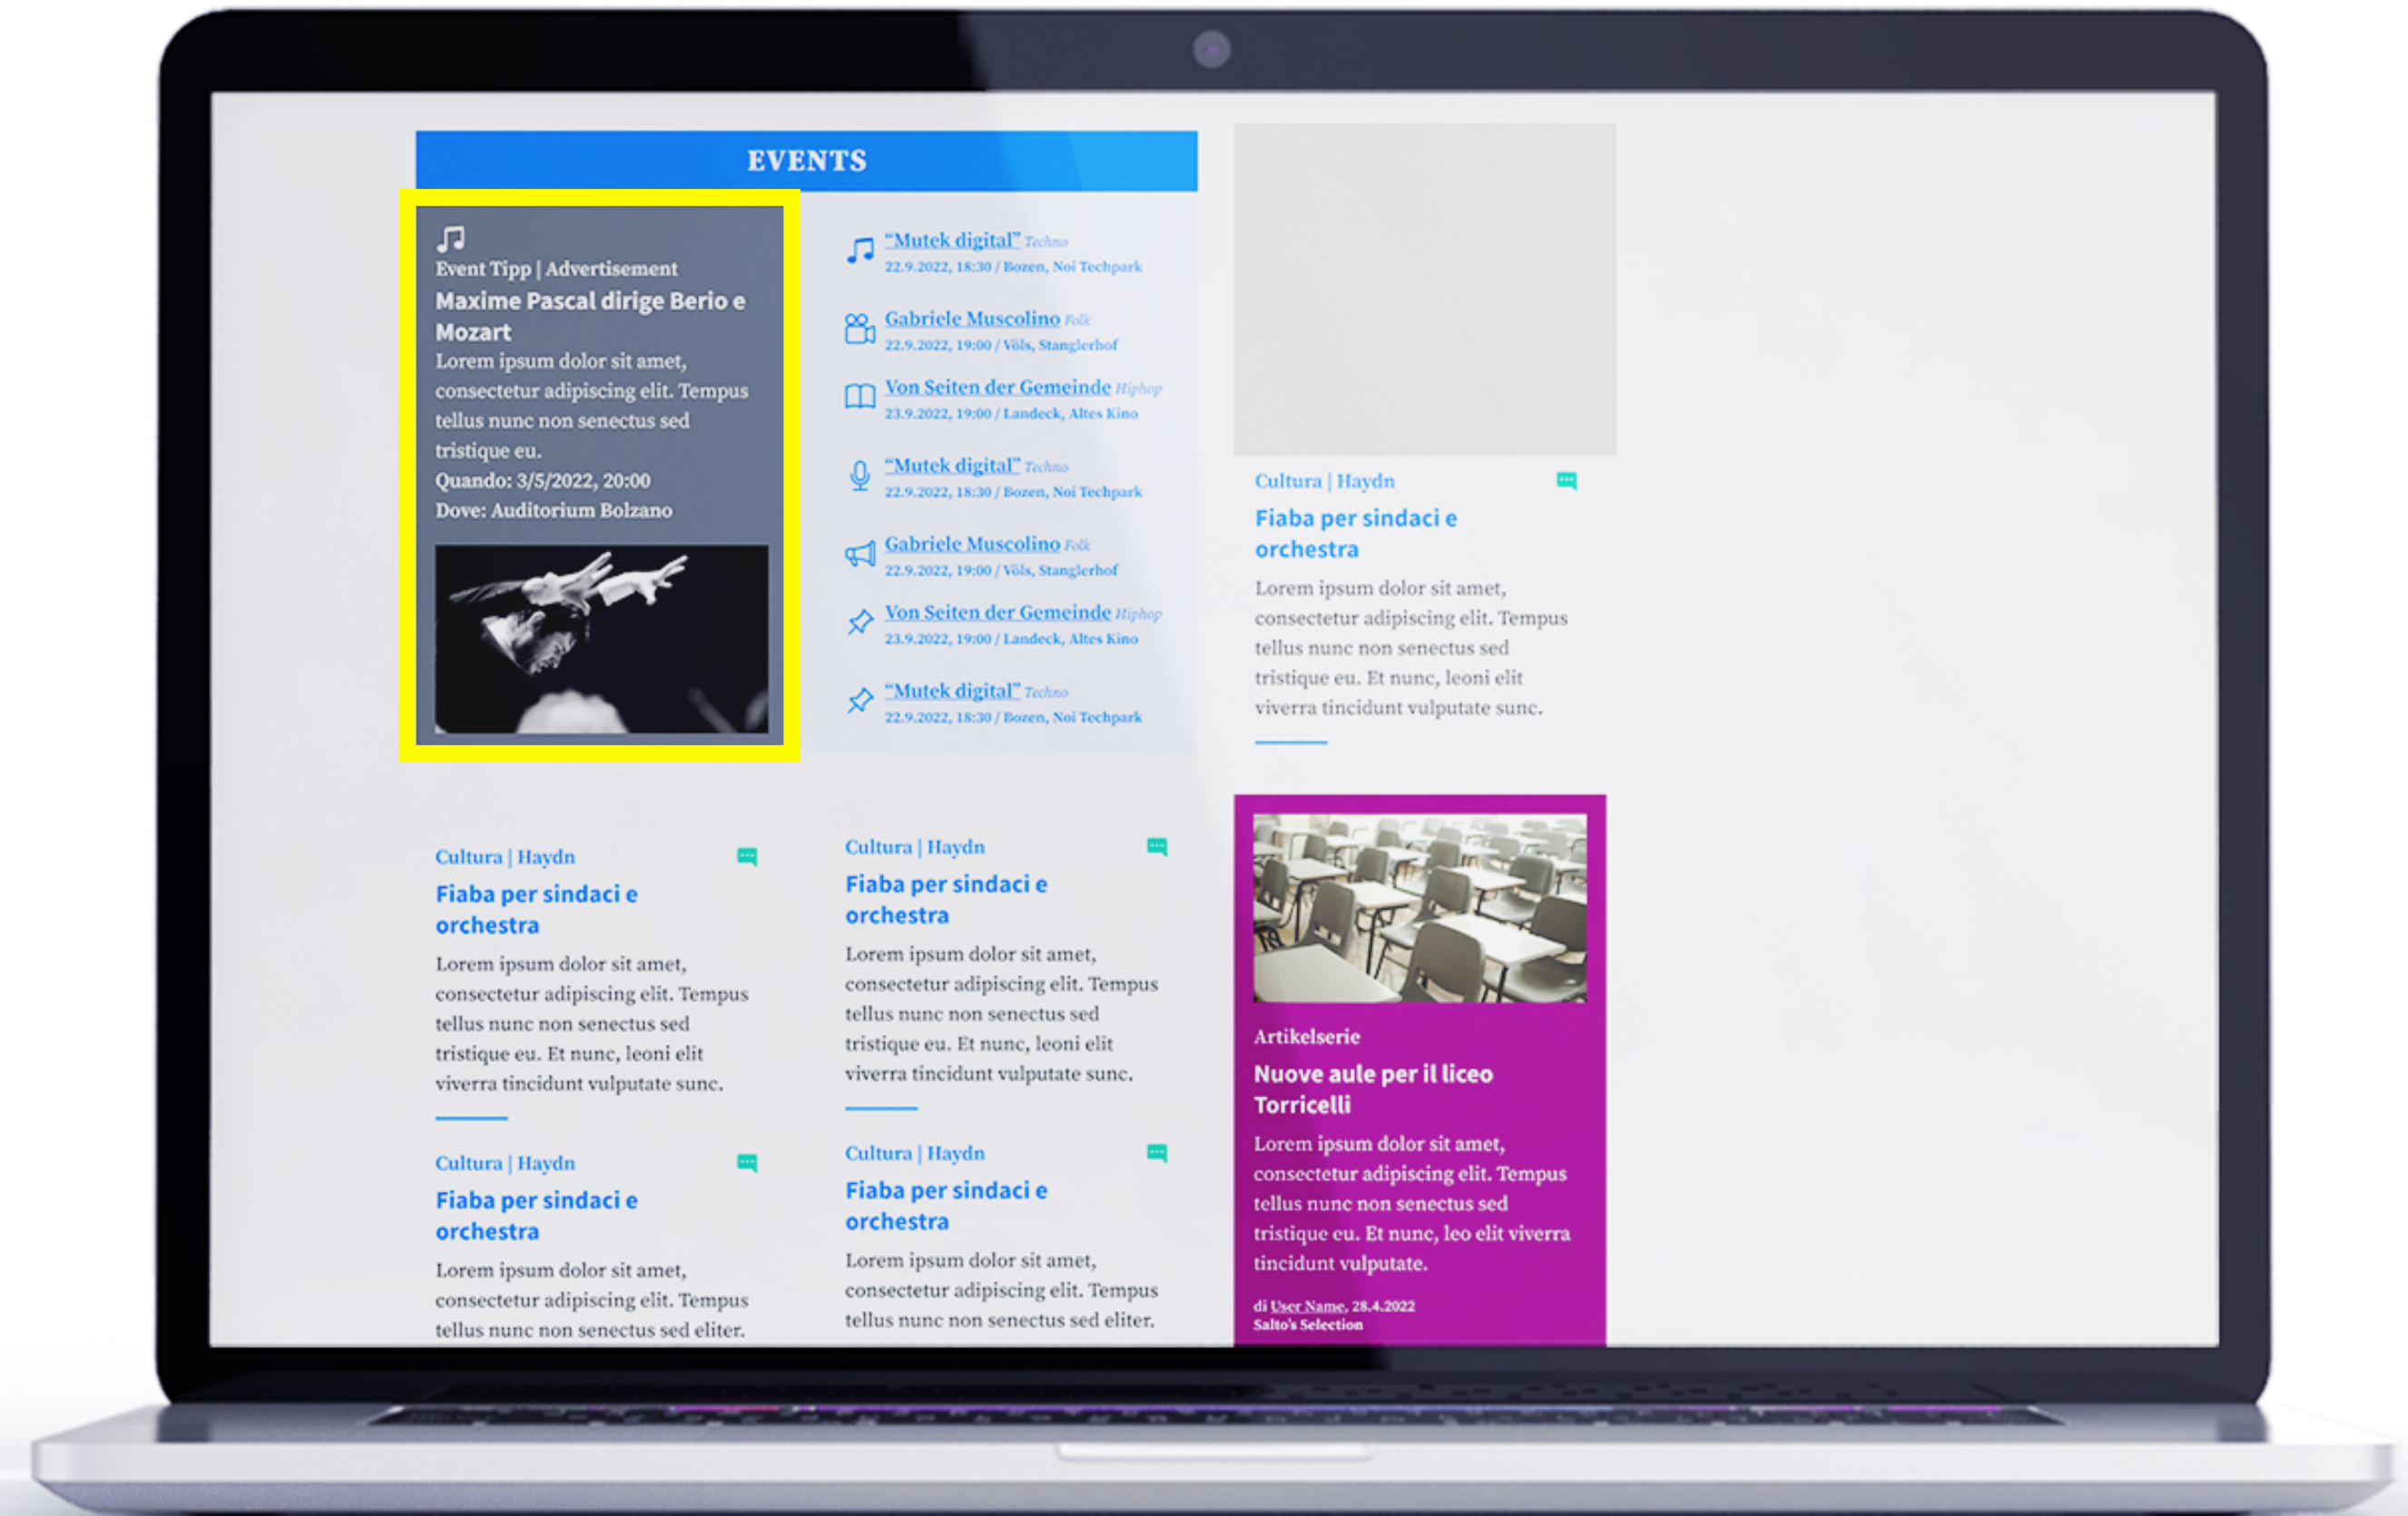 EVENTS
Event Tipp | Advertisement
Maxime Pascal dirige Berio e
Mozart
Lorem ipsum dolor sit amet,
consectetur adipiscing elit. Tempus
tellus nunc non senectus sed
tristique eu.
Quando: 3/5/2022, 20:00
Dove: Auditorium Bolzano
“Mutek digital” Techno
22.9.2022, 18:30 / Bozen, Noi Techpark
Gabriele Muscolino Folk
22.9.2022, 19:00 / Völs, Stanglerhof
Von Seiten der Gemeinde Hiphop
23.9.2022, 19:00 / Landeck, Altes Kino
“Mutek digital” Techno
22.9.2022, 18:30 / Bozen, Noi Techpark
Gabriele Muscolino Folk
22.9.2022, 19:00 / Völs, Stanglerhof
Von Seiten der Gemeinde Hiphop
23.9.2022, 19:00 / Landeck, Altes Kino
“Mutek digital” Techno
22.9.2022, 18:30 / Bozen, Noi Techpark
Cultura | Haydn
Fiaba per sindaci e
orchestra
Lorem ipsum dolor sit amet,
consectetur adipiscing elit. Tempus
tellus nunc non senectus sed
tristique eu. Et nunc, leoni elit
viverra tincidunt vulputate sunc.
Cultura | Haydn
Fiaba per sindaci e
orchestra
Lorem ipsum dolor sit amet,
consectetur adipiscing elit. Tempus
tellus nunc non senectus sed
tristique eu. Et nunc, leoni elit
viverra tincidunt vulputate sunc.
Cultura | Haydn
Fiaba per sindaci e
orchestra
Lorem ipsum dolor sit amet,
consectetur adipiscing elit. Tempus
tellus nunc non senectus sed eliter.
Cultura | Haydn
Fiaba per sindaci e
orchestra
Lorem ipsum dolor sit amet,
consectetur adipiscing elit. Tempus
tellus nunc non senectus sed
tristique eu. Et nunc, leoni elit
viverra tincidunt vulputate sunc.
Cultura | Haydn
Fiaba per sindaci e
orchestra
Lorem ipsum dolor sit amet,
consectetur adipiscing elit. Tempus
tellus nunc non senectus sed eliter.
Artikelserie
Nuove aule per il liceo
Torricelli
Lorem ipsum dolor sit amet,
consectetur adipiscing elit. Tempus
tellus nunc non senectus sed
tristique eu. Et nunc, leo elit viverra
tincidunt vulputate.
di User Name, 28.4.2022
Salto's Selection